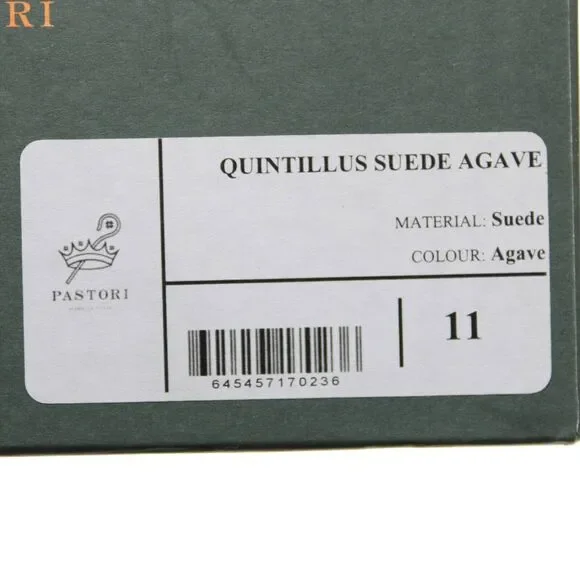 RI
QUINTILLUS SUEDE AGAVE
MATERIAL: Suede
COLOUR: Agave
PASTORI
11
645457170236